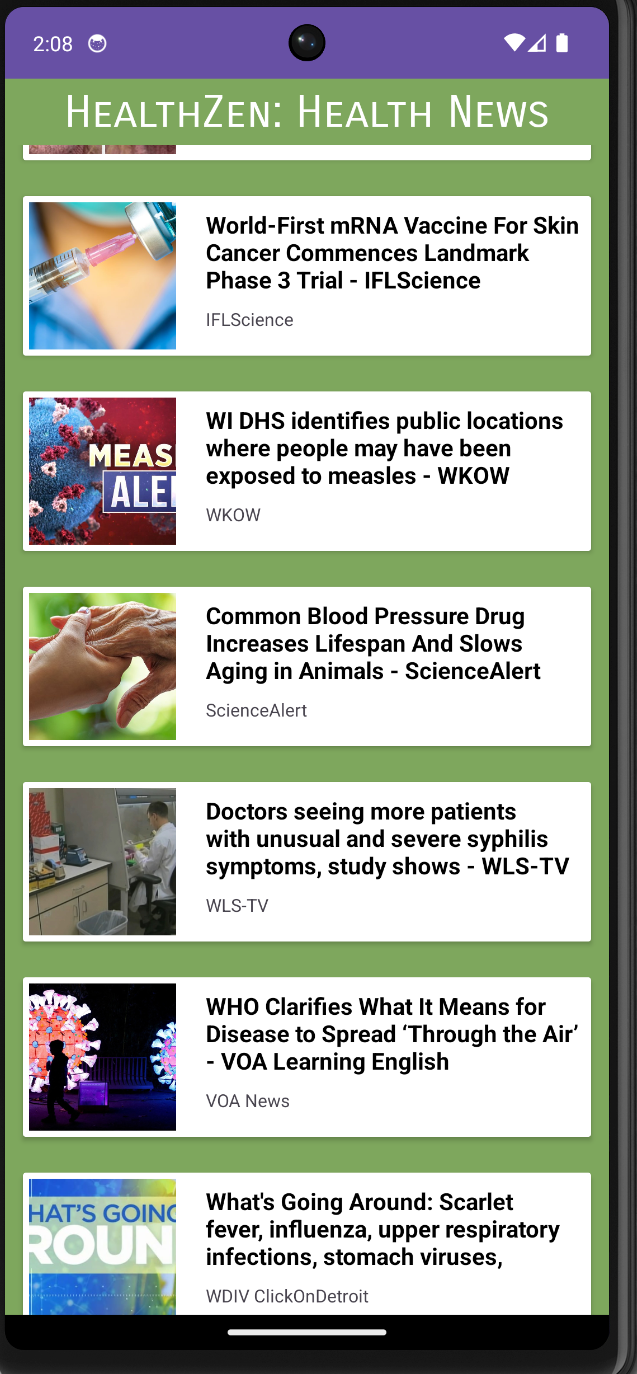 2:08
HealthZen: Health News
World-First mRNA Vaccine For Skin
Cancer Commences Landmark
Phase 3 Trial - IFLScience
IFLScience
MEAS
ALE
WI DHS identifies public locations
where people may have been
exposed to measles - WKOW
WKOW
Common Blood Pressure Drug
Increases Lifespan And Slows
Aging in Animals - ScienceAlert
ScienceAlert
Doctors seeing more patients
with unusual and severe syphilis
symptoms, study shows - WLS-TV
WLS-TV
WHO Clarifies What It Means for
Disease to Spread ‘Through the Air’
- VOA Learning English
VOA News
HAT'S GOING
ROUN
What's Going Around: Scarlet
fever, influenza, upper respiratory
infections, stomach viruses,
WDIV ClickOnDetroit